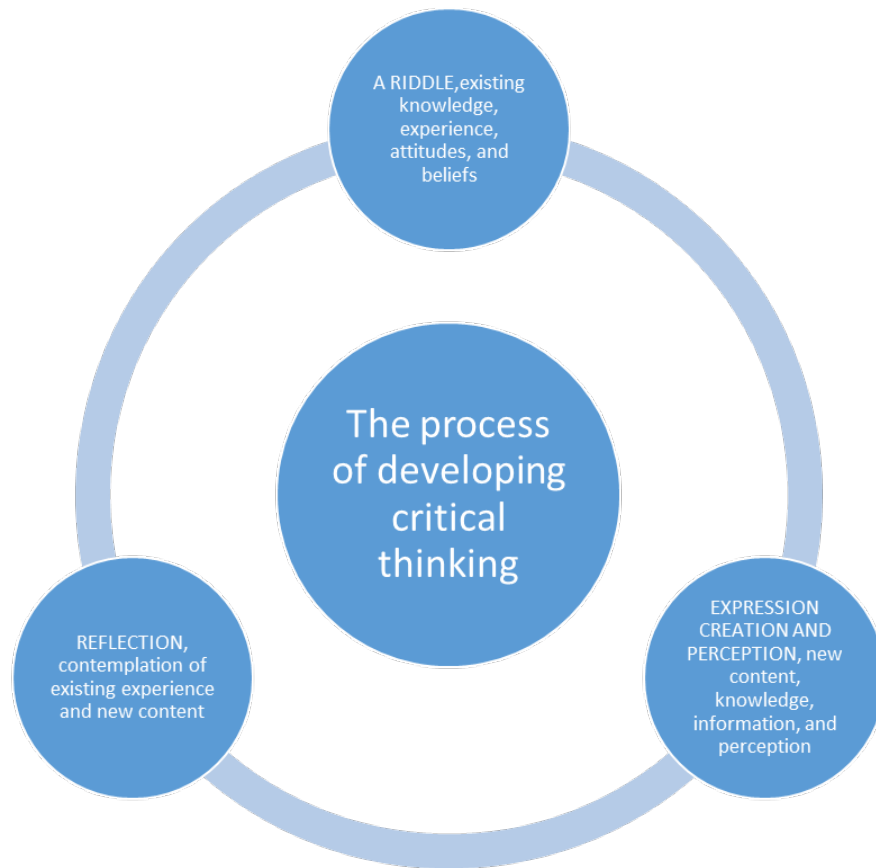 A RIDDLE,existing
knowledge,
experience,
attitudes, and
beliefs
The process
of developing
critical
thinking
REFLECTION,
contemplation of
existing experience
and new content
EXPRESSION
CREATION AND
PERCEPTION, new
content,
knowledge,
information, and
perception